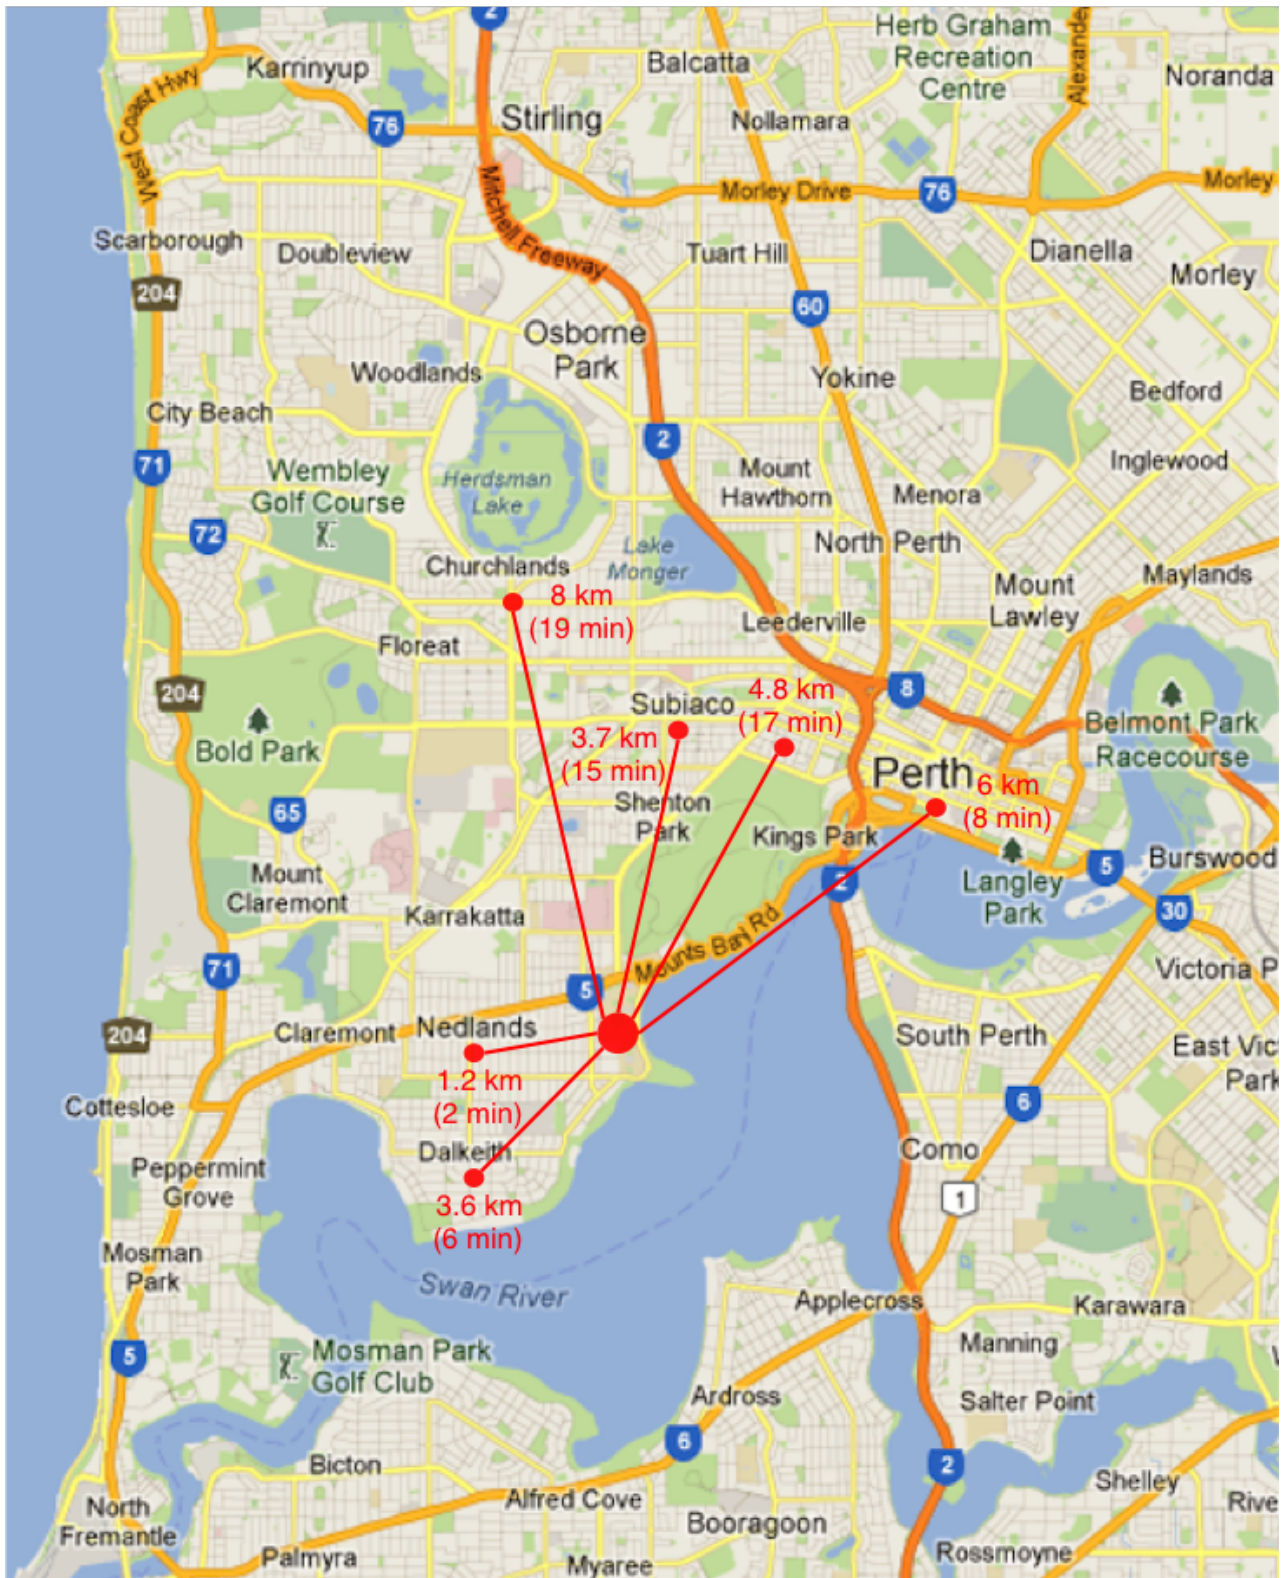 2
Karrinyup
Balcatta
Herb Graham
Recreation
Centre
Alexande
Noranda
West Coast Hwy
76
Stirling
Nollamara
Mitchell Freeway
Morley Drive
76
Morley
Scarborough
Doubleview
Tuart Hill
Dianella
Morley
204
60
Osborne
Park
Woodlands
Yokine
Bedford
City Beach
2
71
Wembley
Golf Course
Herdsman
Lake
Mount
Hawthorn
Menora
Inglewood
72
Lake
Monger
North Perth
Churchlands
Mount
Lawley
Maylands
8 km
(19 min)
Leederville
Floreat
204
Subiaco
4.8 km
(17 min)
8
Belmont Park
Racecourse
Bold Park
3.7 km
(15 min)
Perth
6 km
(8 min)
65
Shenton
Park
Kings Park
Burswood
5
Mount
Claremont
2
Langley
Park
30
Karrakatta
Mounts Bay Rd
71
5
Victoria P
204
Claremont
Nedlands
South Perth
East Vic
Park
1.2 km
(2 min)
6
Cottesloe
Dalkeith
Como
Peppermint
Grove
3.6 km
(6 min)
1
Mosman
Park
Swan River
Applecross
Karawara
5
Mosman Park
Golf Club
Manning
Ardross
Salter Point
6
Bicton
2
Shelley
North
Fremantle
Alfred Cove
Booragoon
Rive
Palmyra
Myaree
Rossmoyne